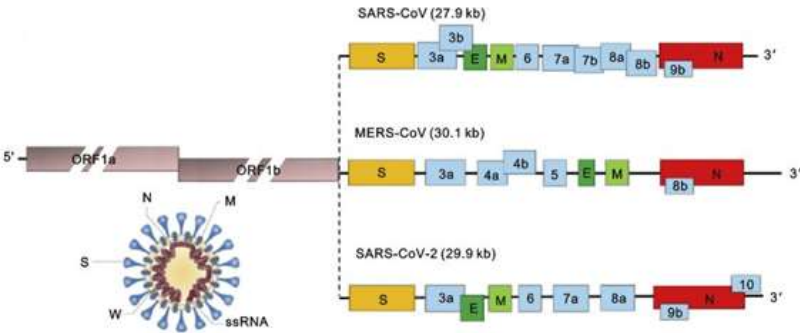 SARS-CoV (27.9 kb)
3b
S 3a E M 6 7a 7b 8a 8b 9b N 3′
MERS-CoV (30.1 kb)
5′ ORF1a ORF1b
4b
S 3a 4a 5 E M 8b N 3′
SARS-CoV-2 (29.9 kb)
10
S 3a E M 6 7a 8a 9b N 3′
N M
S
W ssRNA